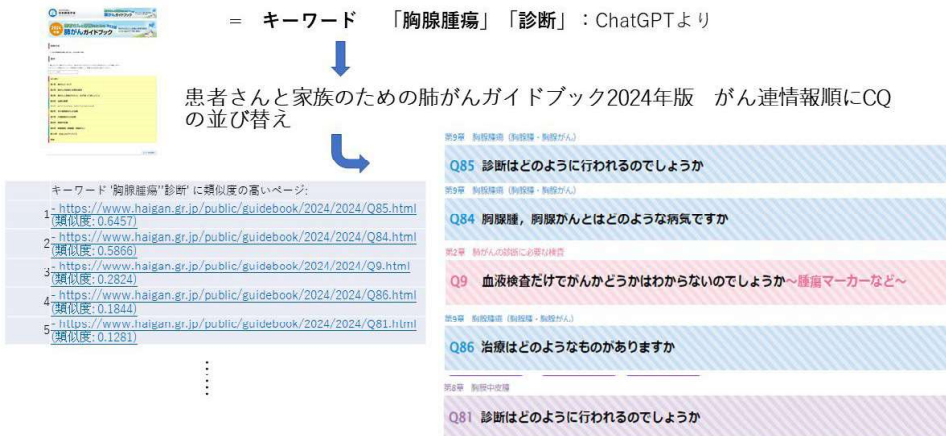 肺がんガイドブック
= キーワード 「胸腺腫瘍」「診断」：ChatGPTより
患者さんと家族のための肺がんガイドブック2024年版 がん連情報順にCQ
の並び替え
キーワード '胸腺腫瘍''診断' に類似度の高いページ:
1 - https://www.haigan.gr.jp/public/guidebook/2024/2024/Q85.html
(類似度: 0.6457)
2 - https://www.haigan.gr.jp/public/guidebook/2024/2024/Q84.html
(類似度: 0.5866)
3 - https://www.haigan.gr.jp/public/guidebook/2024/2024/Q9.html
(類似度: 0.2824)
4 - https://www.haigan.gr.jp/public/guidebook/2024/2024/Q86.html
(類似度: 0.1844)
5 - https://www.haigan.gr.jp/public/guidebook/2024/2024/Q81.html
(類似度: 0.1281)
第9章 胸腺腫瘍（胸腺腫・胸腺がん）
Q85 診断はどのように行われるのでしょうか
第9章 胸腺腫瘍（胸腺腫・胸腺がん）
Q84 胸腺腫，胸腺がんとはどのような病気ですか
第2章 肺がんの診断に必要な検査
Q9 血液検査だけでがんかどうかはわからないのでしょうか～腫瘍マーカーなど～
第9章 胸腺腫瘍（胸腺腫・胸腺がん）
Q86 治療はどのようなものがありますか
第8章 胸膜中皮腫
Q81 診断はどのように行われるのでしょうか